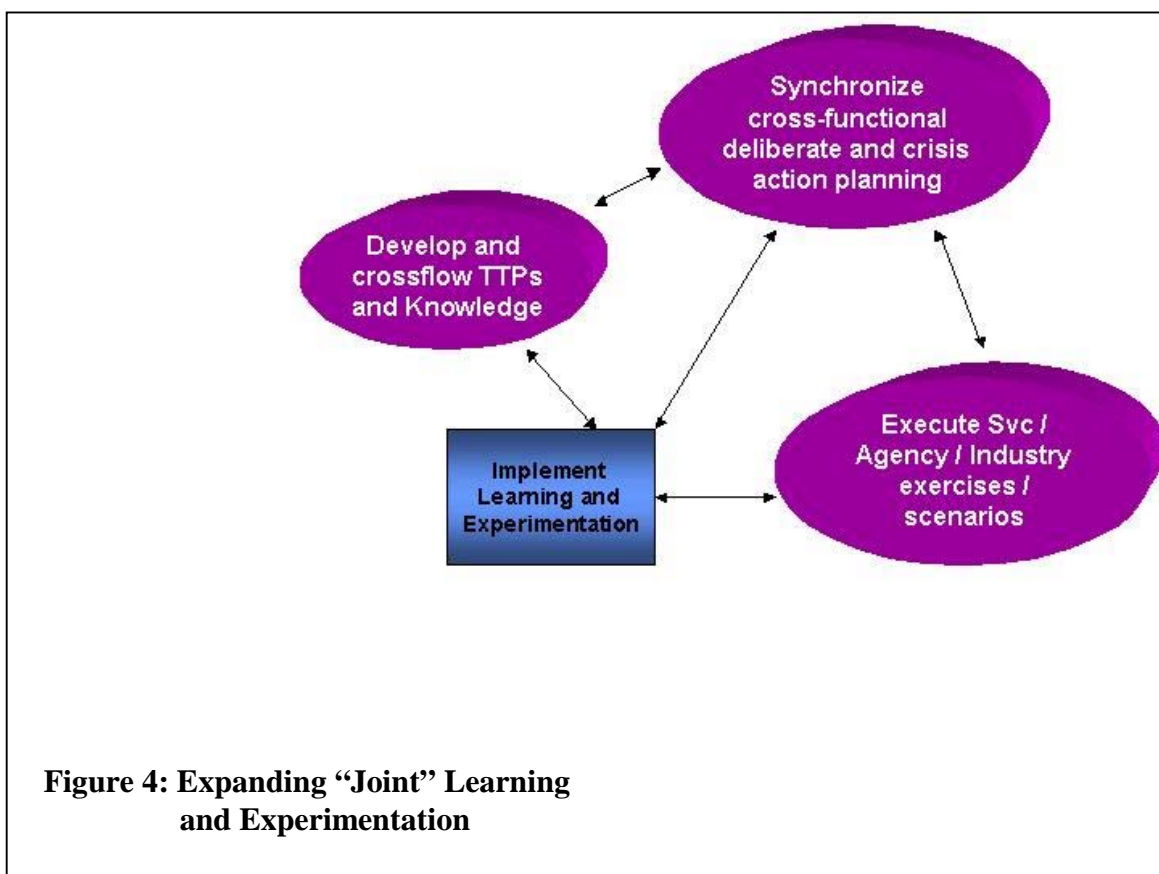 Synchronize
cross-functional
deliberate and crisis
action planning
Develop and
crossflow TTPs
and Knowledge
Execute Svc /
Agency / Industry
exercises /
scenarios
Implement
Learning and
Experimentation
Figure 4: Expanding “Joint” Learning
and Experimentation